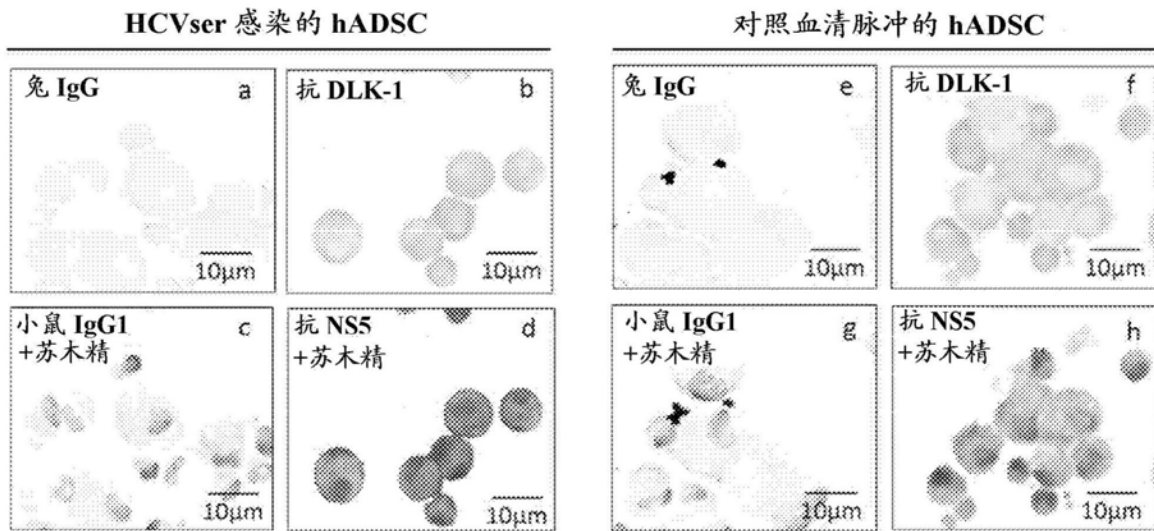 HCVser 感染的 hADSC
对照血清脉冲的 hADSC
兔 IgG
a
抗 DLK-1
b
兔 IgG
e
抗 DLK-1
f
10μm
10μm
10μm
10μm
小鼠 IgG1
+苏木精
c
抗 NS5
+苏木精
d
小鼠 IgG1
+苏木精
g
抗 NS5
+苏木精
h
10μm
10μm
10μm
10μm